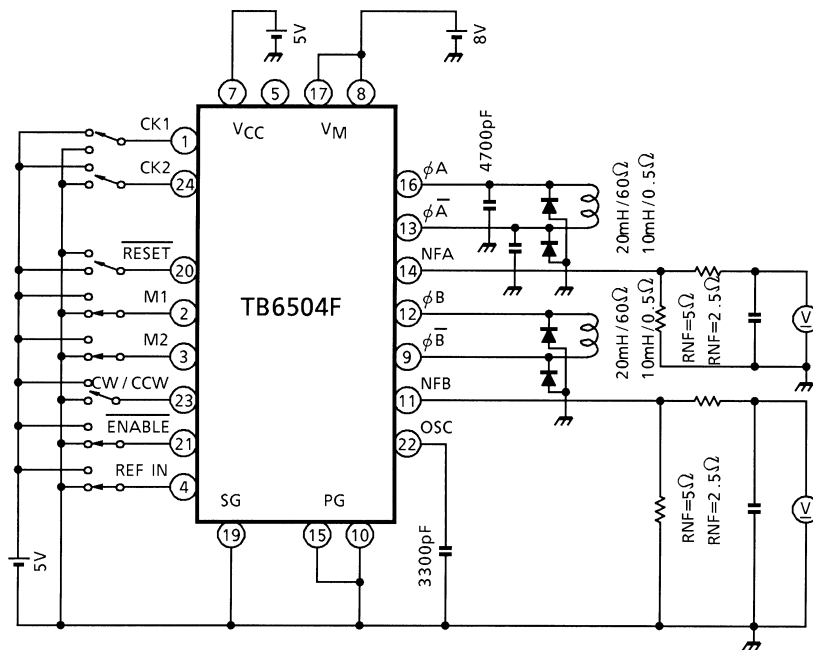 5V
8V
7
5
17
8
VCC
VM
4700pF
CK1
1
CK2
24
RESET
20
M1
2
M2
3
CW / CCW
23
ENABLE
21
REF IN
4
TB6504F
16
φA
13
φA
14
NFA
12
φB
9
φB
11
NFB
22
OSC
20mH/60Ω
10mH/0.5Ω
20mH/60Ω
10mH/0.5Ω
RNF=5Ω
RNF=2.5Ω
V
RNF=5Ω
RNF=2.5Ω
V
SG
PG
19
15
10
3300pF
5V